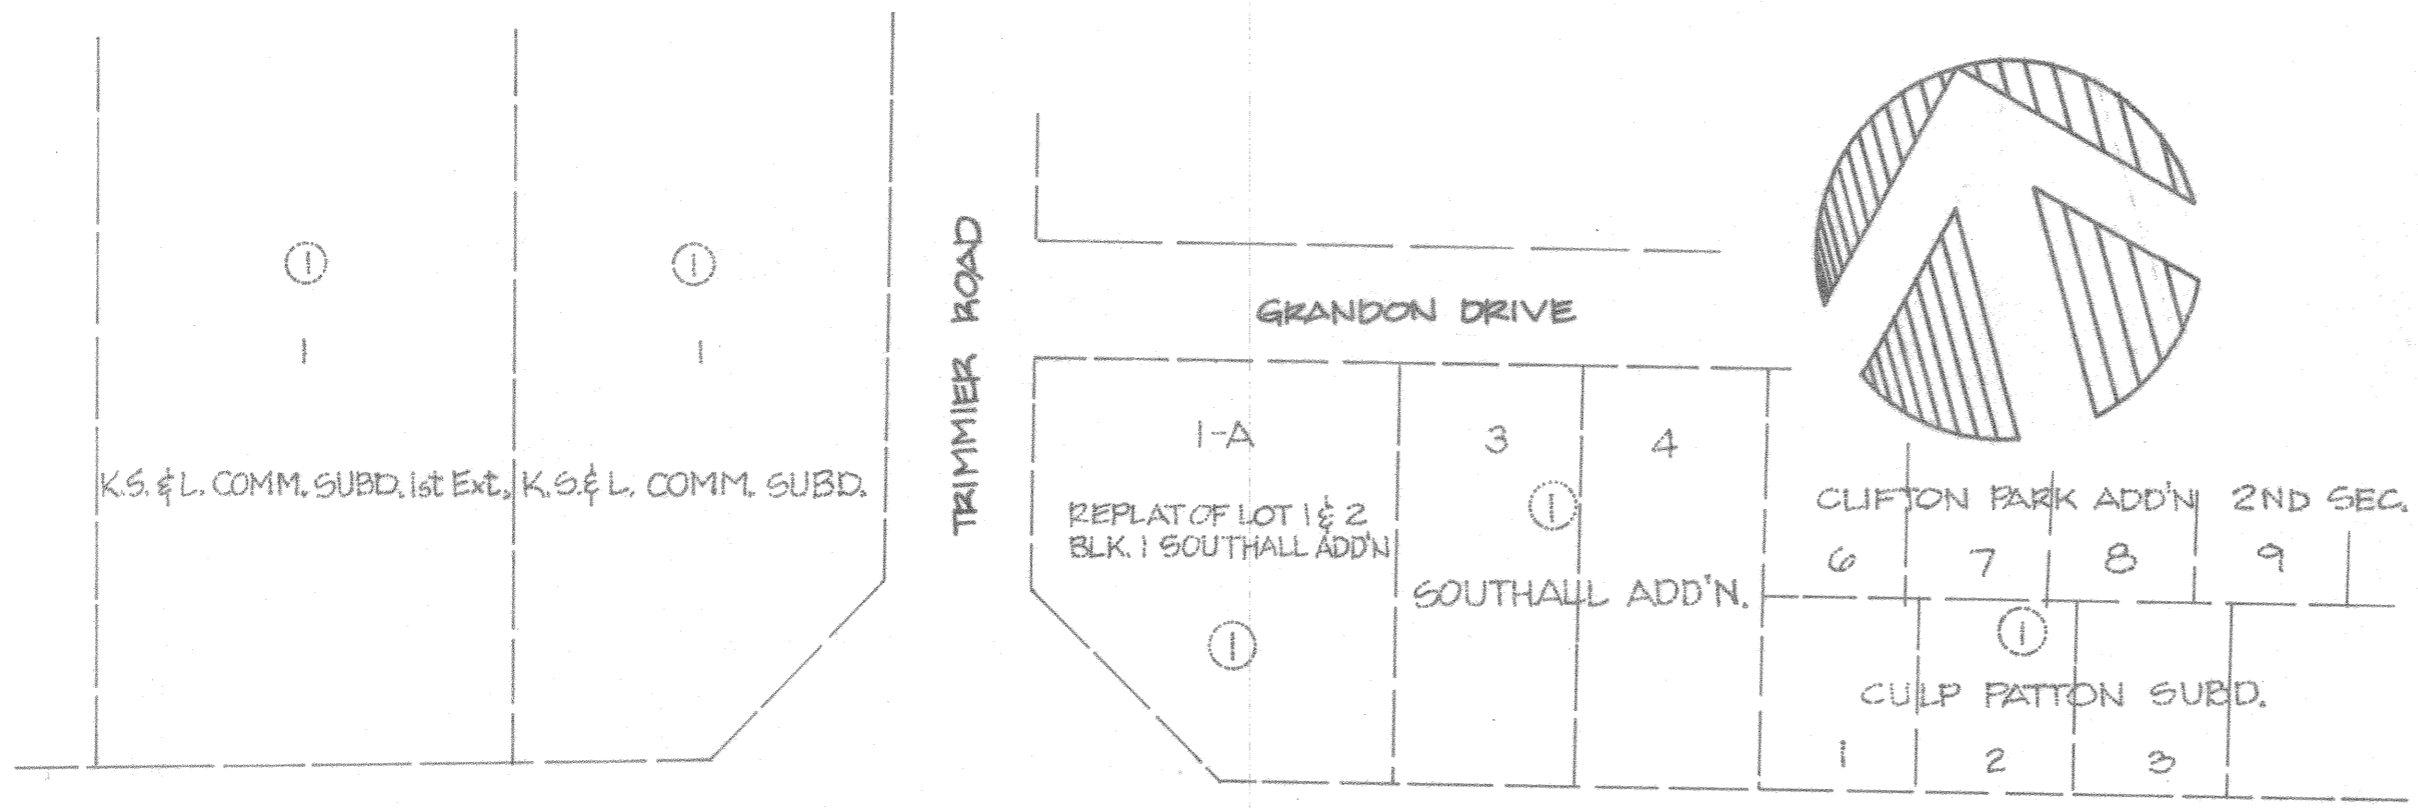 1
1
K.S. & L. COMM. SUBD. 1st Ext.
1
1
K.S. & L. COMM. SUBD.
TRIMMIER ROAD
GRANDON DRIVE
1-A
REPLAT OF LOT 1 & 2
BLK. 1 SOUTHALL ADD'N
1
3
4
1
SOUTHALL ADD'N.
CLIFTON PARK ADD'N 2ND SEC.
6
7
8
9
1
CULP PATTON SUBD.
1
2
3